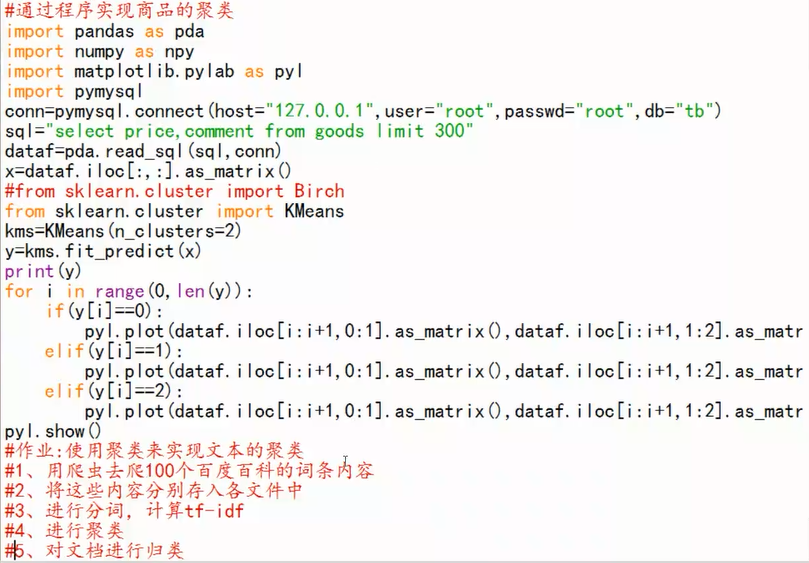 #通过程序实现商品的聚类
import pandas as pda
import numpy as npy
import matplotlib.pylab as pyl
import pymysql
conn=pymysql.connect(host="127.0.0.1",user="root",passwd="root",db="tb")
sql="select price,comment from goods limit 300"
dataf=pda.read_sql(sql,conn)
x=dataf.iloc[:,:].as_matrix()
#from sklearn.cluster import Birch
from sklearn.cluster import KMeans
kms=KMeans(n_clusters=2)
y=kms.fit_predict(x)
print(y)
for i in range(0,len(y)):
    if(y[i]==0):
        pyl.plot(dataf.iloc[i:i+1,0:1].as_matrix(),dataf.iloc[i:i+1,1:2].as_matr
    elif(y[i]==1):
        pyl.plot(dataf.iloc[i:i+1,0:1].as_matrix(),dataf.iloc[i:i+1,1:2].as_matr
    elif(y[i]==2):
        pyl.plot(dataf.iloc[i:i+1,0:1].as_matrix(),dataf.iloc[i:i+1,1:2].as_matr
pyl.show()
#作业:使用聚类来实现文本的聚类
#1、用爬虫去爬100个百度百科的词条内容
#2、将这些内容分别存入各文件中
#3、进行分词，计算tf-idf
#4、进行聚类
#5、对文档进行归类